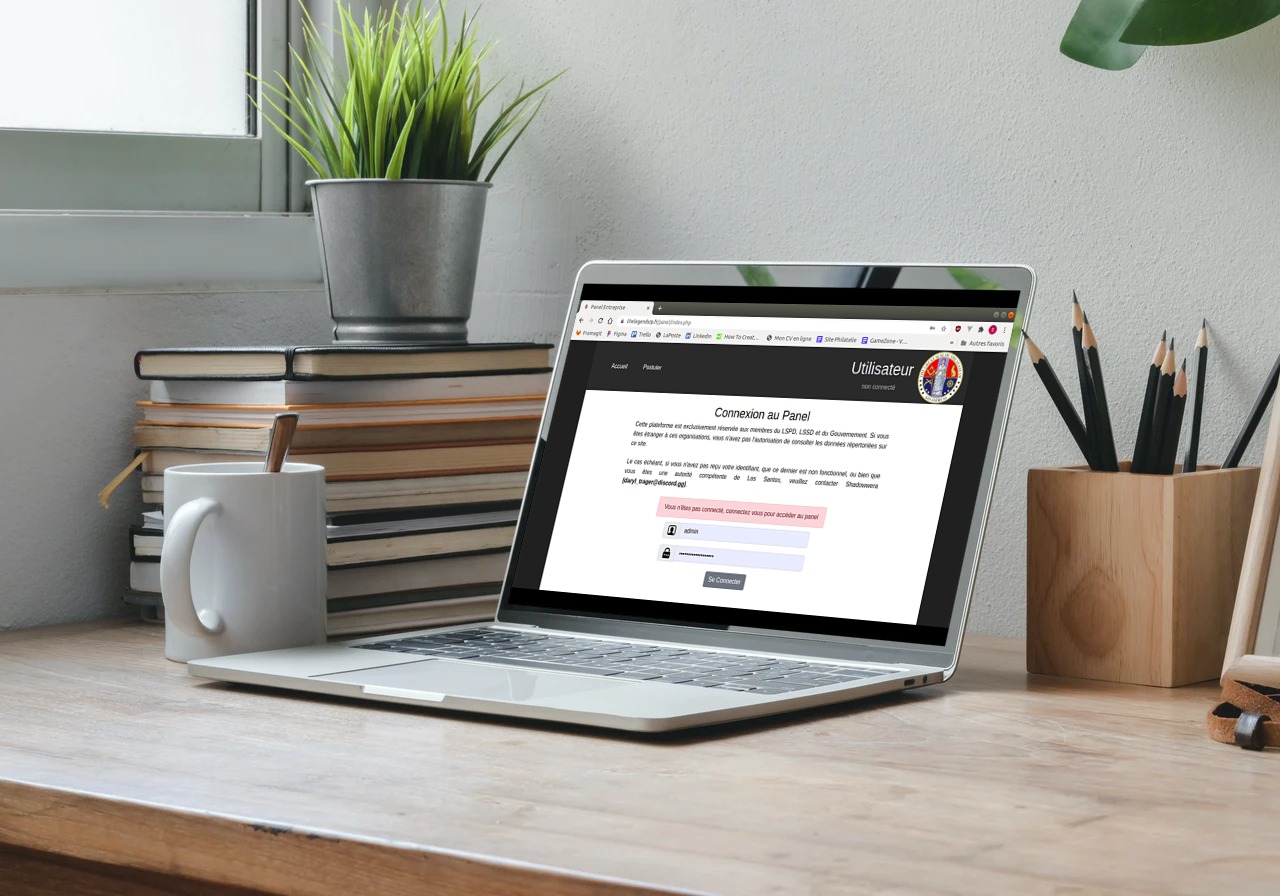 Panel Entreprise
thelegendsrp.fr/panel/index.php
Framagit Figma Trello LaPoste LinkedIn How To Creat... Mon CV en ligne Site Philatelie GameZone - V... » Autres favoris
Accueil Postuler
Utilisateur
non connecté
Connexion au Panel
Cette plateforme est exclusivement réservée aux membres du LSPD, LSSD et du Gouvernement. Si vous
êtes étranger à ces organisations, vous n'avez pas l'autorisation de consulter les données répertoriées sur
ce site.
Le cas échéant, si vous n'avez pas reçu votre identifiant, que ce dernier est non fonctionnel, ou bien que
vous êtes une autorité compétente de Los Santos, veuillez contacter Shadowwera
(daryl_trager@discord.gg).
Vous n'êtes pas connecté, connectez vous pour accéder au panel
admin
Se Connecter